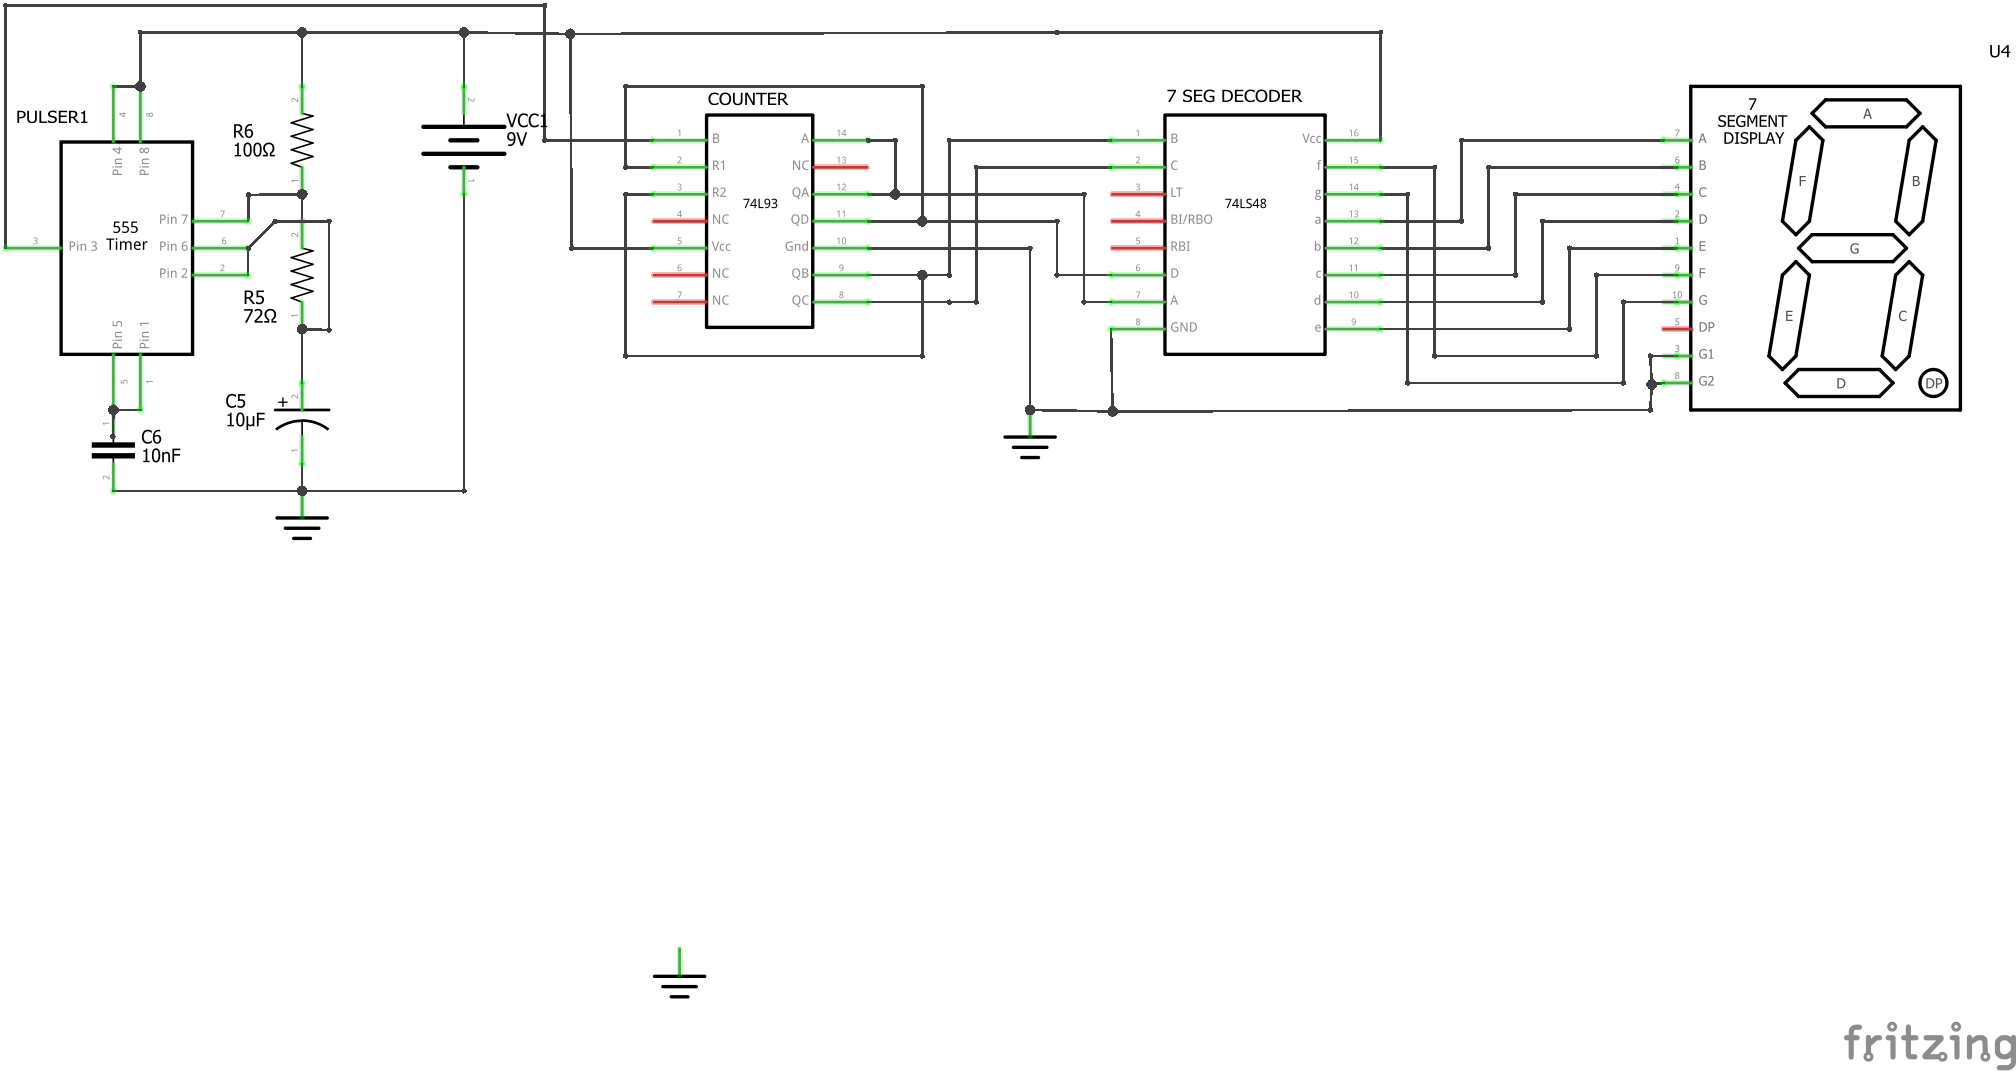 U4
PULSER1
4
8
Pin 4
Pin 8
555
Timer
Pin 7
7
Pin 3
3
Pin 6
6
Pin 2
2
Pin 5
Pin 1
5
1
1
C6
10nF
2
2
R6
100Ω
1
2
R5
72Ω
1
C5
10µF
+
2
1
2
VCC1
9V
1
COUNTER
74L93
1
B
2
R1
3
R2
4
NC
5
Vcc
6
NC
7
NC
A
14
NC
13
QA
12
QD
11
Gnd
10
QB
9
QC
8
7 SEG DECODER
74LS48
1
B
2
C
3
LT
4
BI/RBO
5
RBI
6
D
7
A
8
GND
Vcc
16
f
15
g
14
a
13
b
12
c
11
d
10
e
9
7
SEGMENT
DISPLAY
7
A
6
B
4
C
2
D
1
E
9
F
10
G
5
DP
3
G1
8
G2
A
F
B
G
E
C
D
DP
fritzing